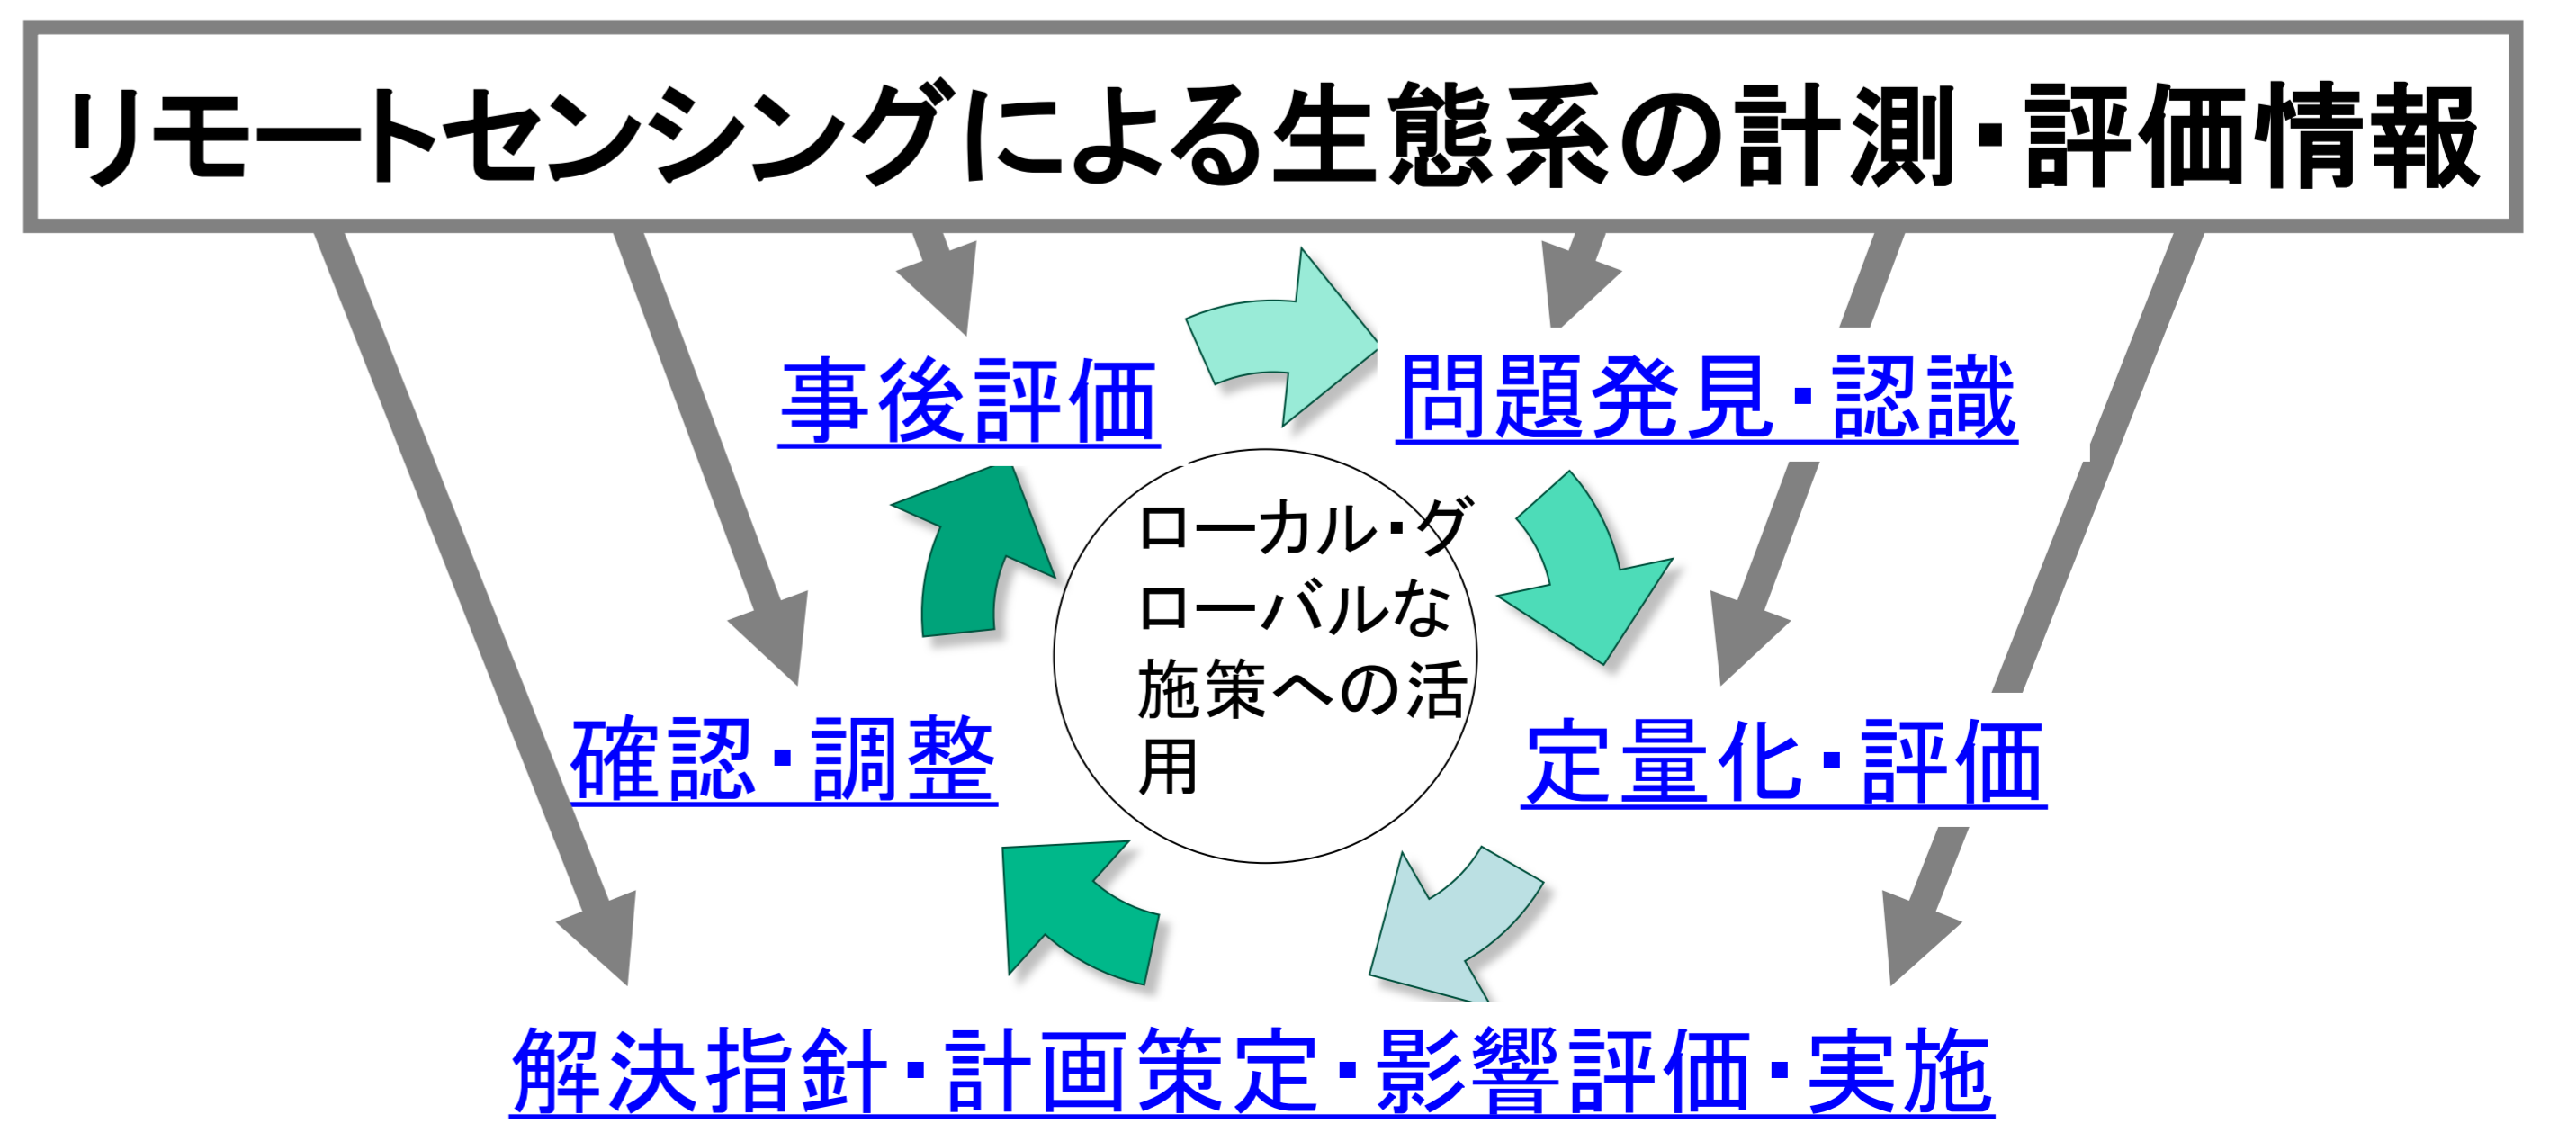 リモートセンシングによる生態系の計測・評価情報
事後評価
問題発見・認識
ローカル・グ
ローバルな
施策への活
用
確認・調整
定量化・評価
解決指針・計画策定・影響評価・実施